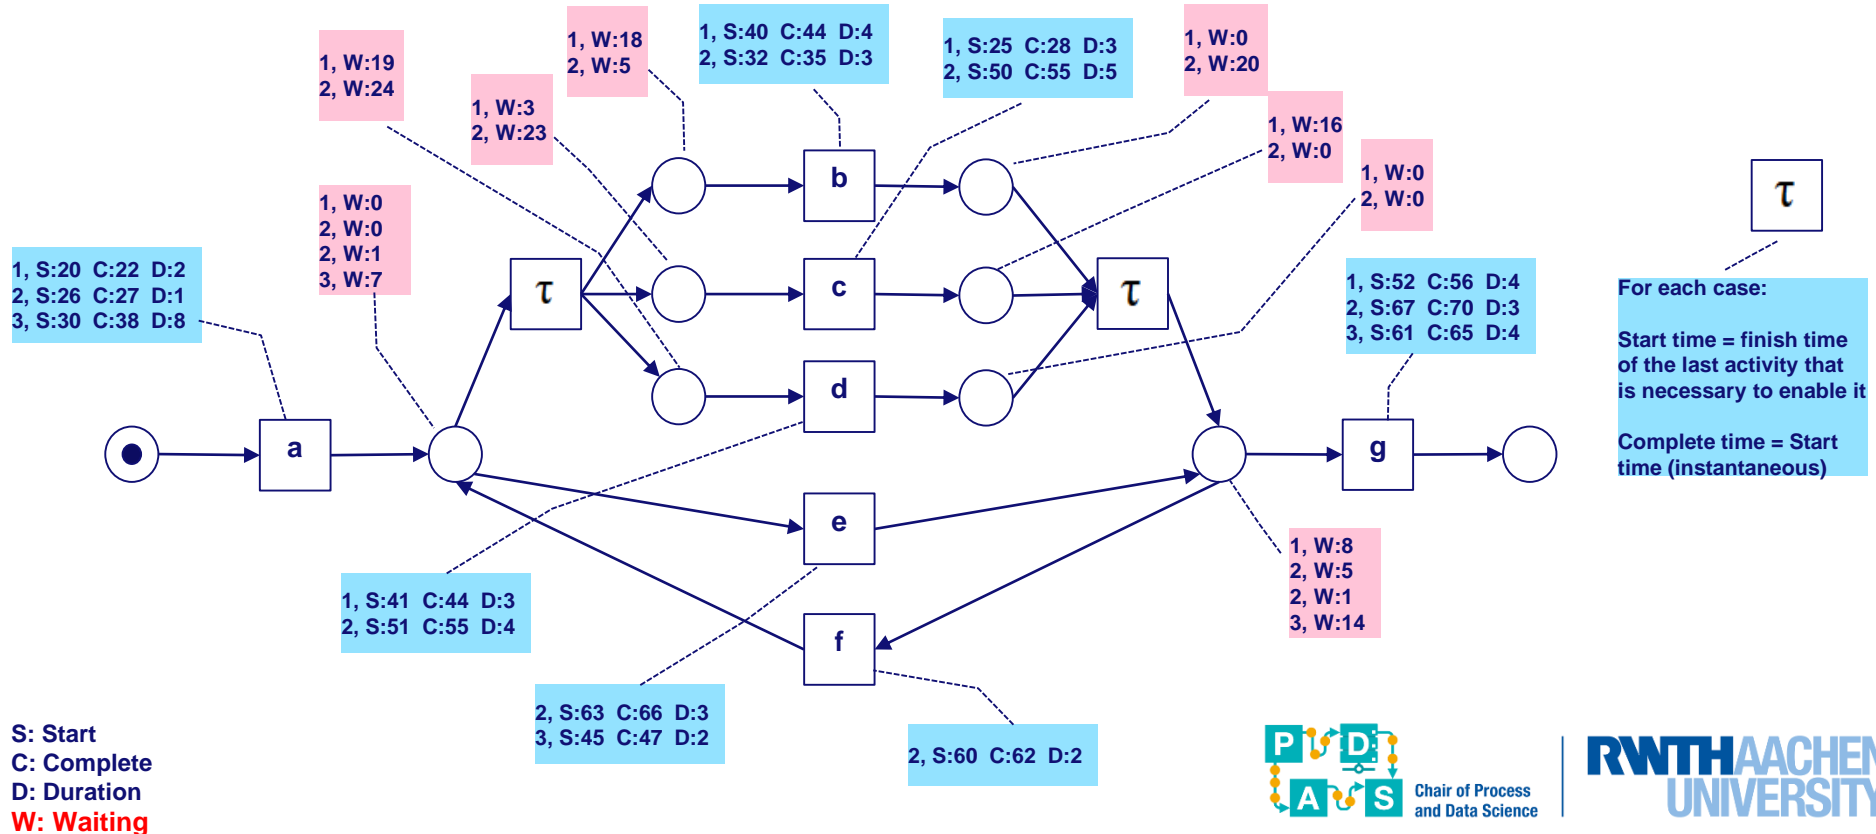 1, W:19
2, W:24
1, W:3
2, W:23
1, W:18
2, W:5
1, S:40 C:44 D:4
2, S:32 C:35 D:3
1, S:25 C:28 D:3
2, S:50 C:55 D:5
1, W:0
2, W:20
1, W:16
2, W:0
1, W:0
2, W:0
1, W:0
2, W:0
2, W:1
3, W:7
1, S:20 C:22 D:2
2, S:26 C:27 D:1
3, S:30 C:38 D:8
b
τ
c
τ
d
a
e
f
g
τ
1, S:52 C:56 D:4
2, S:67 C:70 D:3
3, S:61 C:65 D:4
For each case:
Start time = finish time
of the last activity that
is necessary to enable it
Complete time = Start
time (instantaneous)
1, W:8
2, W:5
2, W:1
3, W:14
1, S:41 C:44 D:3
2, S:51 C:55 D:4
2, S:63 C:66 D:3
3, S:45 C:47 D:2
2, S:60 C:62 D:2
S: Start
C: Complete
D: Duration
W: Waiting
P D
A S
Chair of Process
and Data Science
RWTH AACHEN
UNIVERSITY